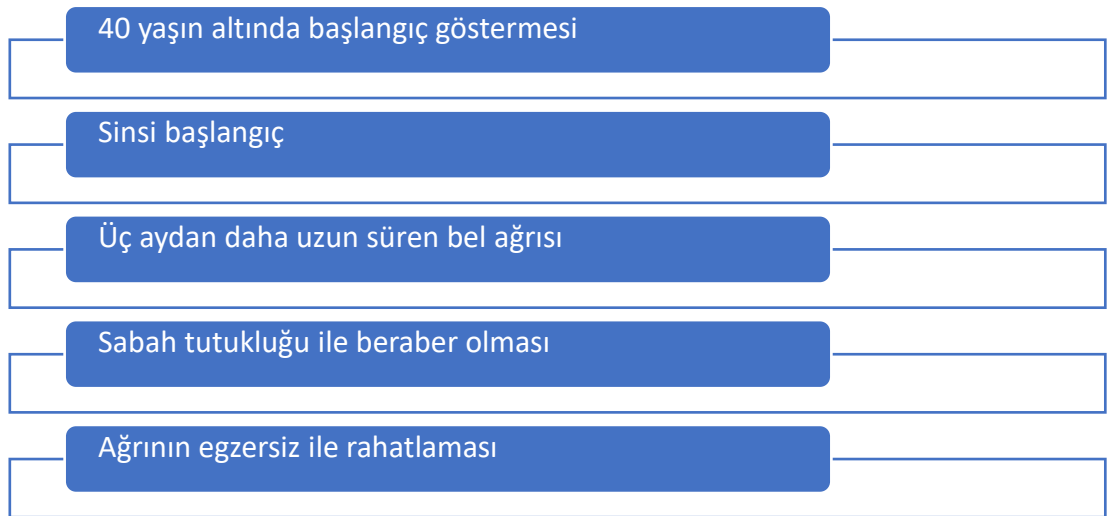 40 yaşın altında başlangıç göstermesi
Sinsi başlangıç
Üç aydan daha uzun süren bel ağrısı
Sabah tutukluğu ile beraber olması
Ağrının egzersiz ile rahatlaması